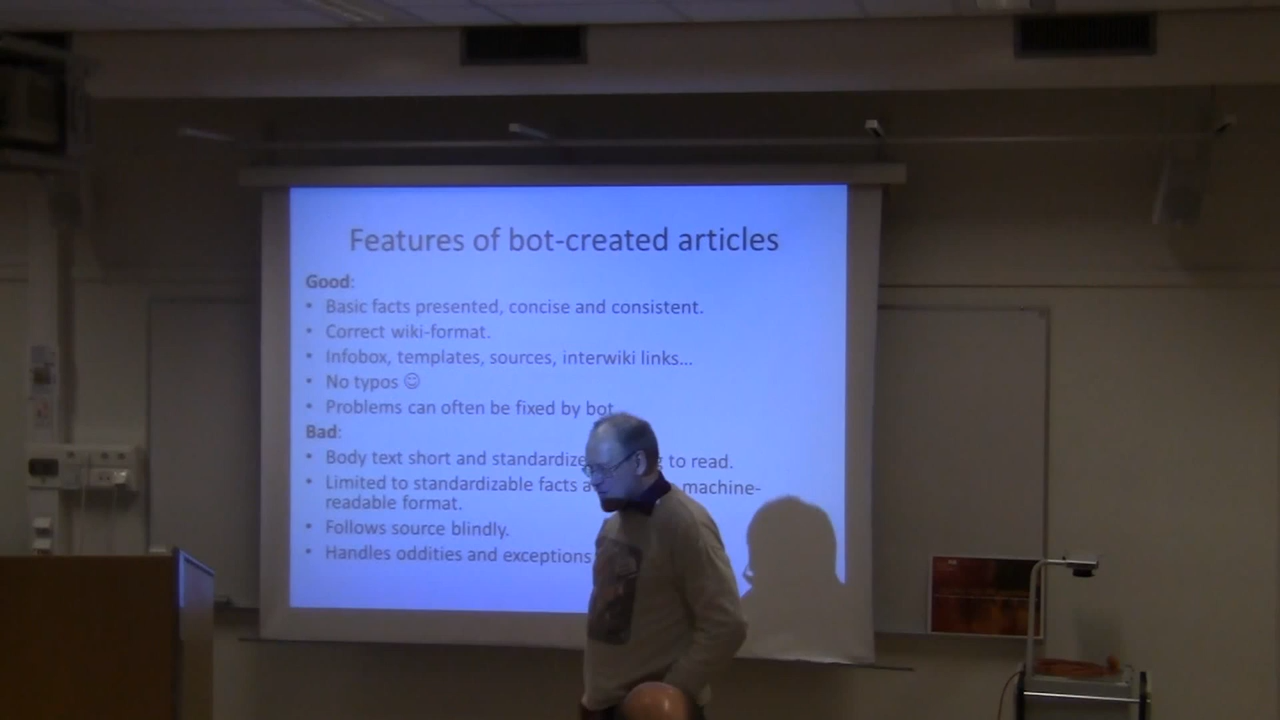 Features of bot-created articles
Good:
• Basic facts presented, concise and consistent.
• Correct wiki-format.
• Infobox, templates, sources, interwiki links...
• No typos ☺
• Problems can often be fixed by bot
Bad:
• Body text short and standardize to read.
• Limited to standardizable facts machine-
readable format.
• Follows source blindly.
• Handles oddities and exceptions